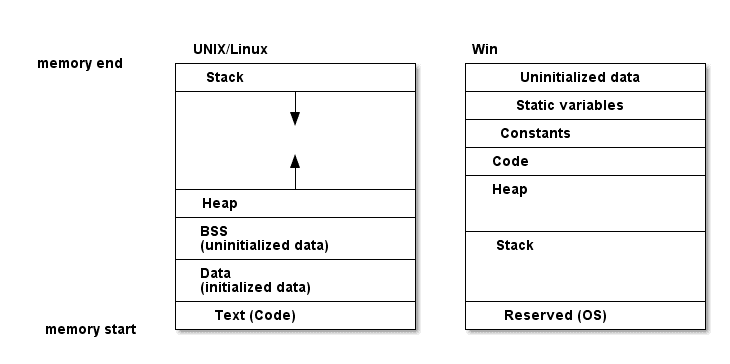 UNIX/Linux
Win
memory end
Stack
Heap
BSS
(uninitialized data)
Data
(initialized data)
Text (Code)
memory start
Uninitialized data
Static variables
Constants
Code
Heap
Stack
Reserved (OS)